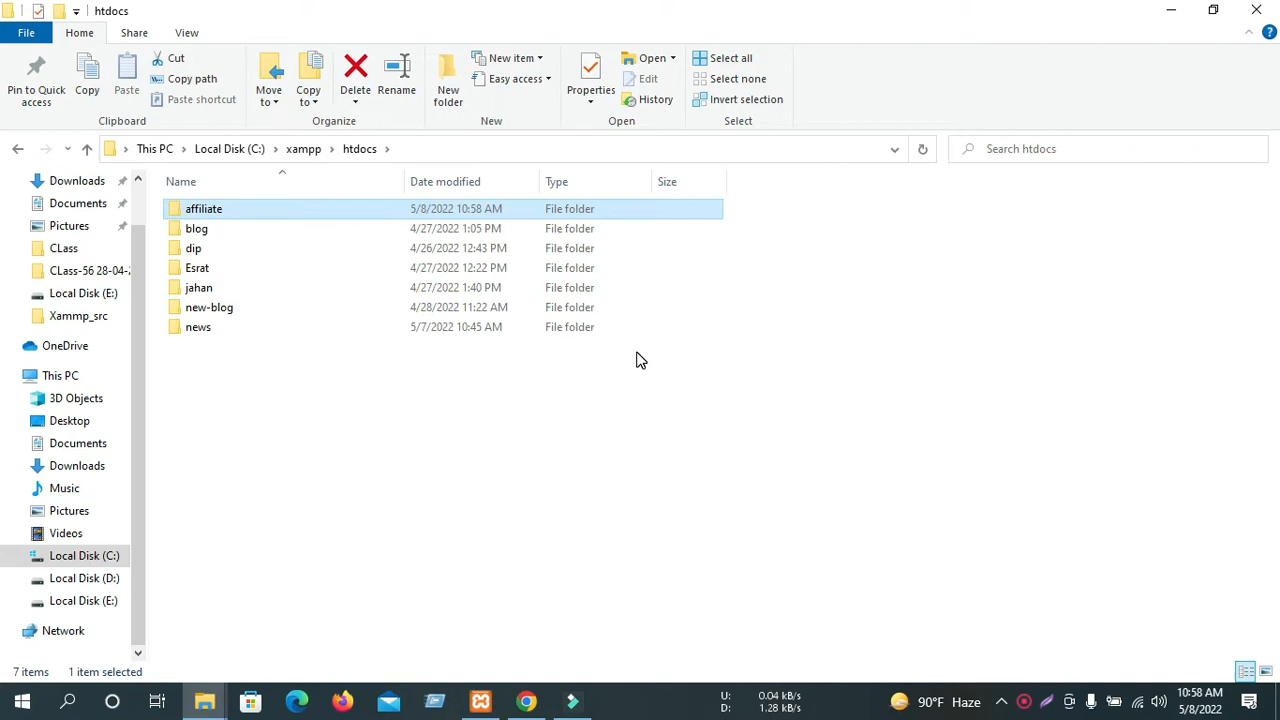 htdocs
File Home Share View
Pin to Quick access
Copy
Paste
Cut
Copy path
Paste shortcut
Clipboard
Move to
Copy to
Delete
Rename
Organize
New folder
New item
Easy access
New
Properties
Open
Edit
History
Open
Select all
Select none
Invert selection
Select
This PC > Local Disk (C:) > xampp > htdocs >
Search htdocs
Downloads
Documents
Pictures
CLass
CLass-56 28-04-2
Local Disk (E:)
Xammp_src
OneDrive
This PC
3D Objects
Desktop
Documents
Downloads
Music
Pictures
Videos
Local Disk (C:)
Local Disk (D:)
Local Disk (E:)
Network
Name Date modified Type Size
affiliate 5/8/2022 10:58 AM File folder
blog 4/27/2022 1:05 PM File folder
dip 4/26/2022 12:43 PM File folder
Esrat 4/27/2022 12:22 PM File folder
jahan 4/27/2022 1:40 PM File folder
new-blog 4/28/2022 11:22 AM File folder
news 5/7/2022 10:45 AM File folder
7 items 1 item selected
U: 0.04 kB/s
D: 1.28 kB/s
90°F Haze
10:58 AM
5/8/2022